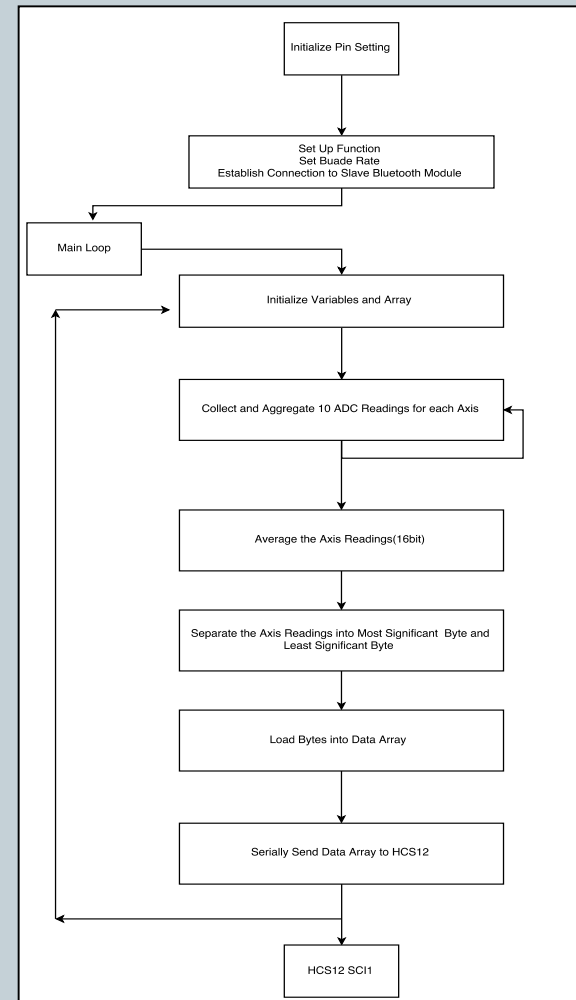 Initialize Pin Setting
Set Up Function
Set Buade Rate
Establish Connection to Slave Bluetooth Module
Main Loop
Initialize Variables and Array
Collect and Aggregate 10 ADC Readings for each Axis
Average the Axis Readings(16bit)
Separate the Axis Readings into Most Significant Byte and
Least Significant Byte
Load Bytes into Data Array
Serially Send Data Array to HCS12
HCS12 SCI1